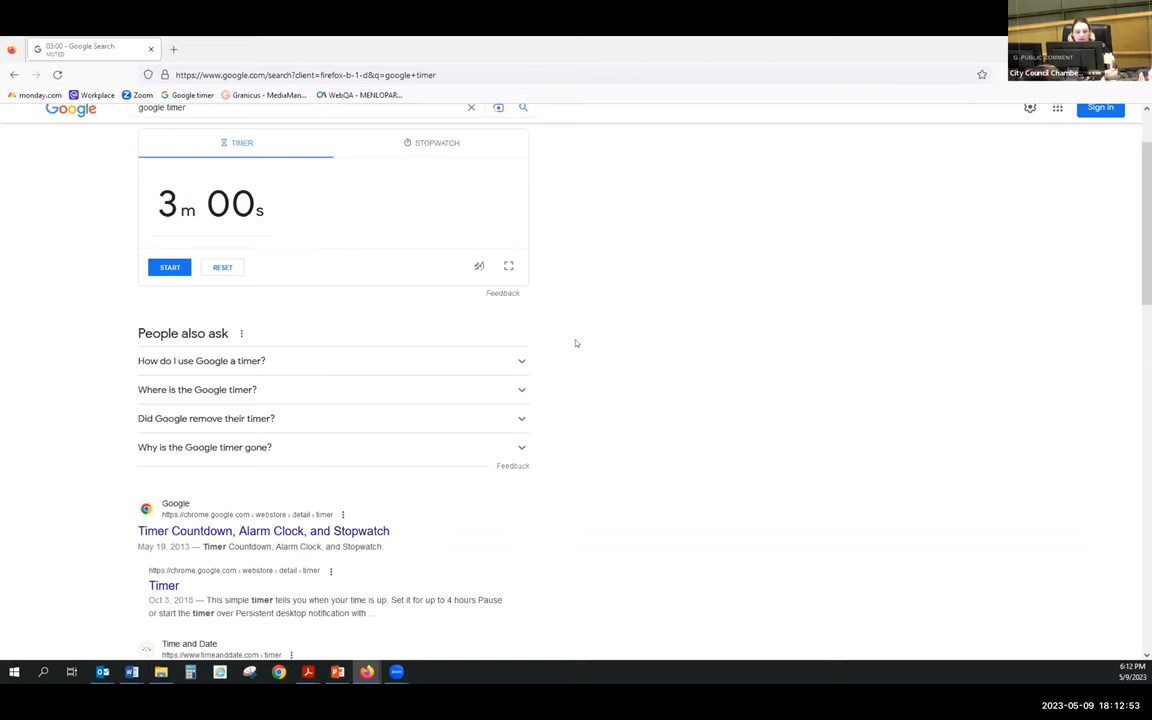 03:00 - Google Search
MUTED
https://www.google.com/search?client=firefox-b-1-d&q=google+timer
monday.com Workplace Zoom Google timer Granicus - MediaMan... WebQA - MENLOPAR...
G. PUBLIC COMMENT
City Council Chambe...
Google google timer Sign in
TIMER STOPWATCH
3m 00s
START RESET
Feedback
People also ask
How do I use Google a timer?
Where is the Google timer?
Did Google remove their timer?
Why is the Google timer gone?
Feedback
Google
https://chrome.google.com › webstore › detail › timer
Timer Countdown, Alarm Clock, and Stopwatch
May 19, 2013 — Timer Countdown, Alarm Clock, and Stopwatch.
https://chrome.google.com › webstore › detail › timer
Timer
Oct 3, 2018 — This simple timer tells you when your time is up. Set it for up to 4 hours Pause
or start the timer over Persistent desktop notification with ...
Time and Date
https://www.timeanddate.com › timer
6:12 PM
5/9/2023
2023-05-09 18:12:53